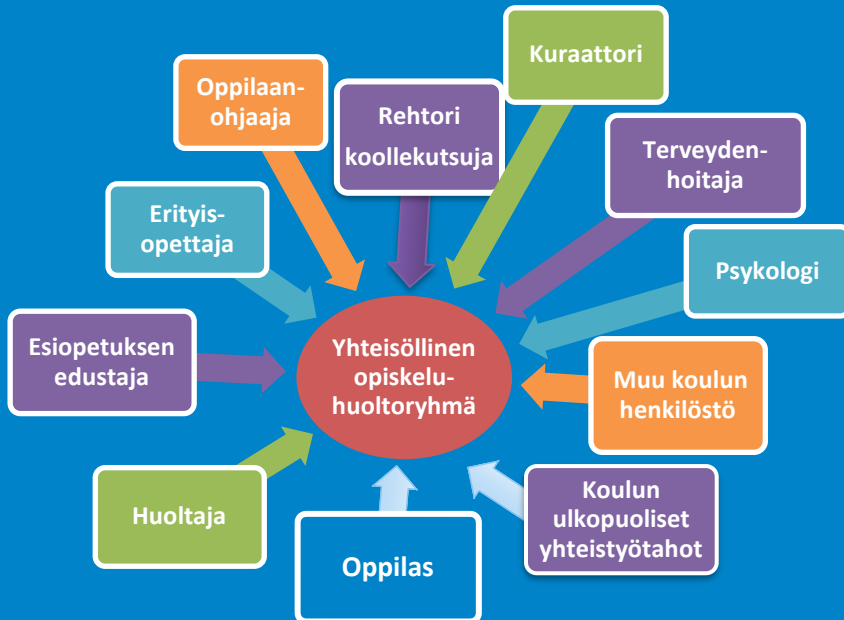 Kuraattori
Oppilaan-
ohjaaja
Rehtori
koollekutsuja
Terveyden-
hoitaja
Erityis-
opettaja
Psykologi
Esiopetuksen
edustaja
Yhteisöllinen
opiskelu-
huoltoryhmä
Muu koulun
henkilöstö
Huoltaja
Oppilas
Koulun
ulkopuoliset
yhteistyötahot